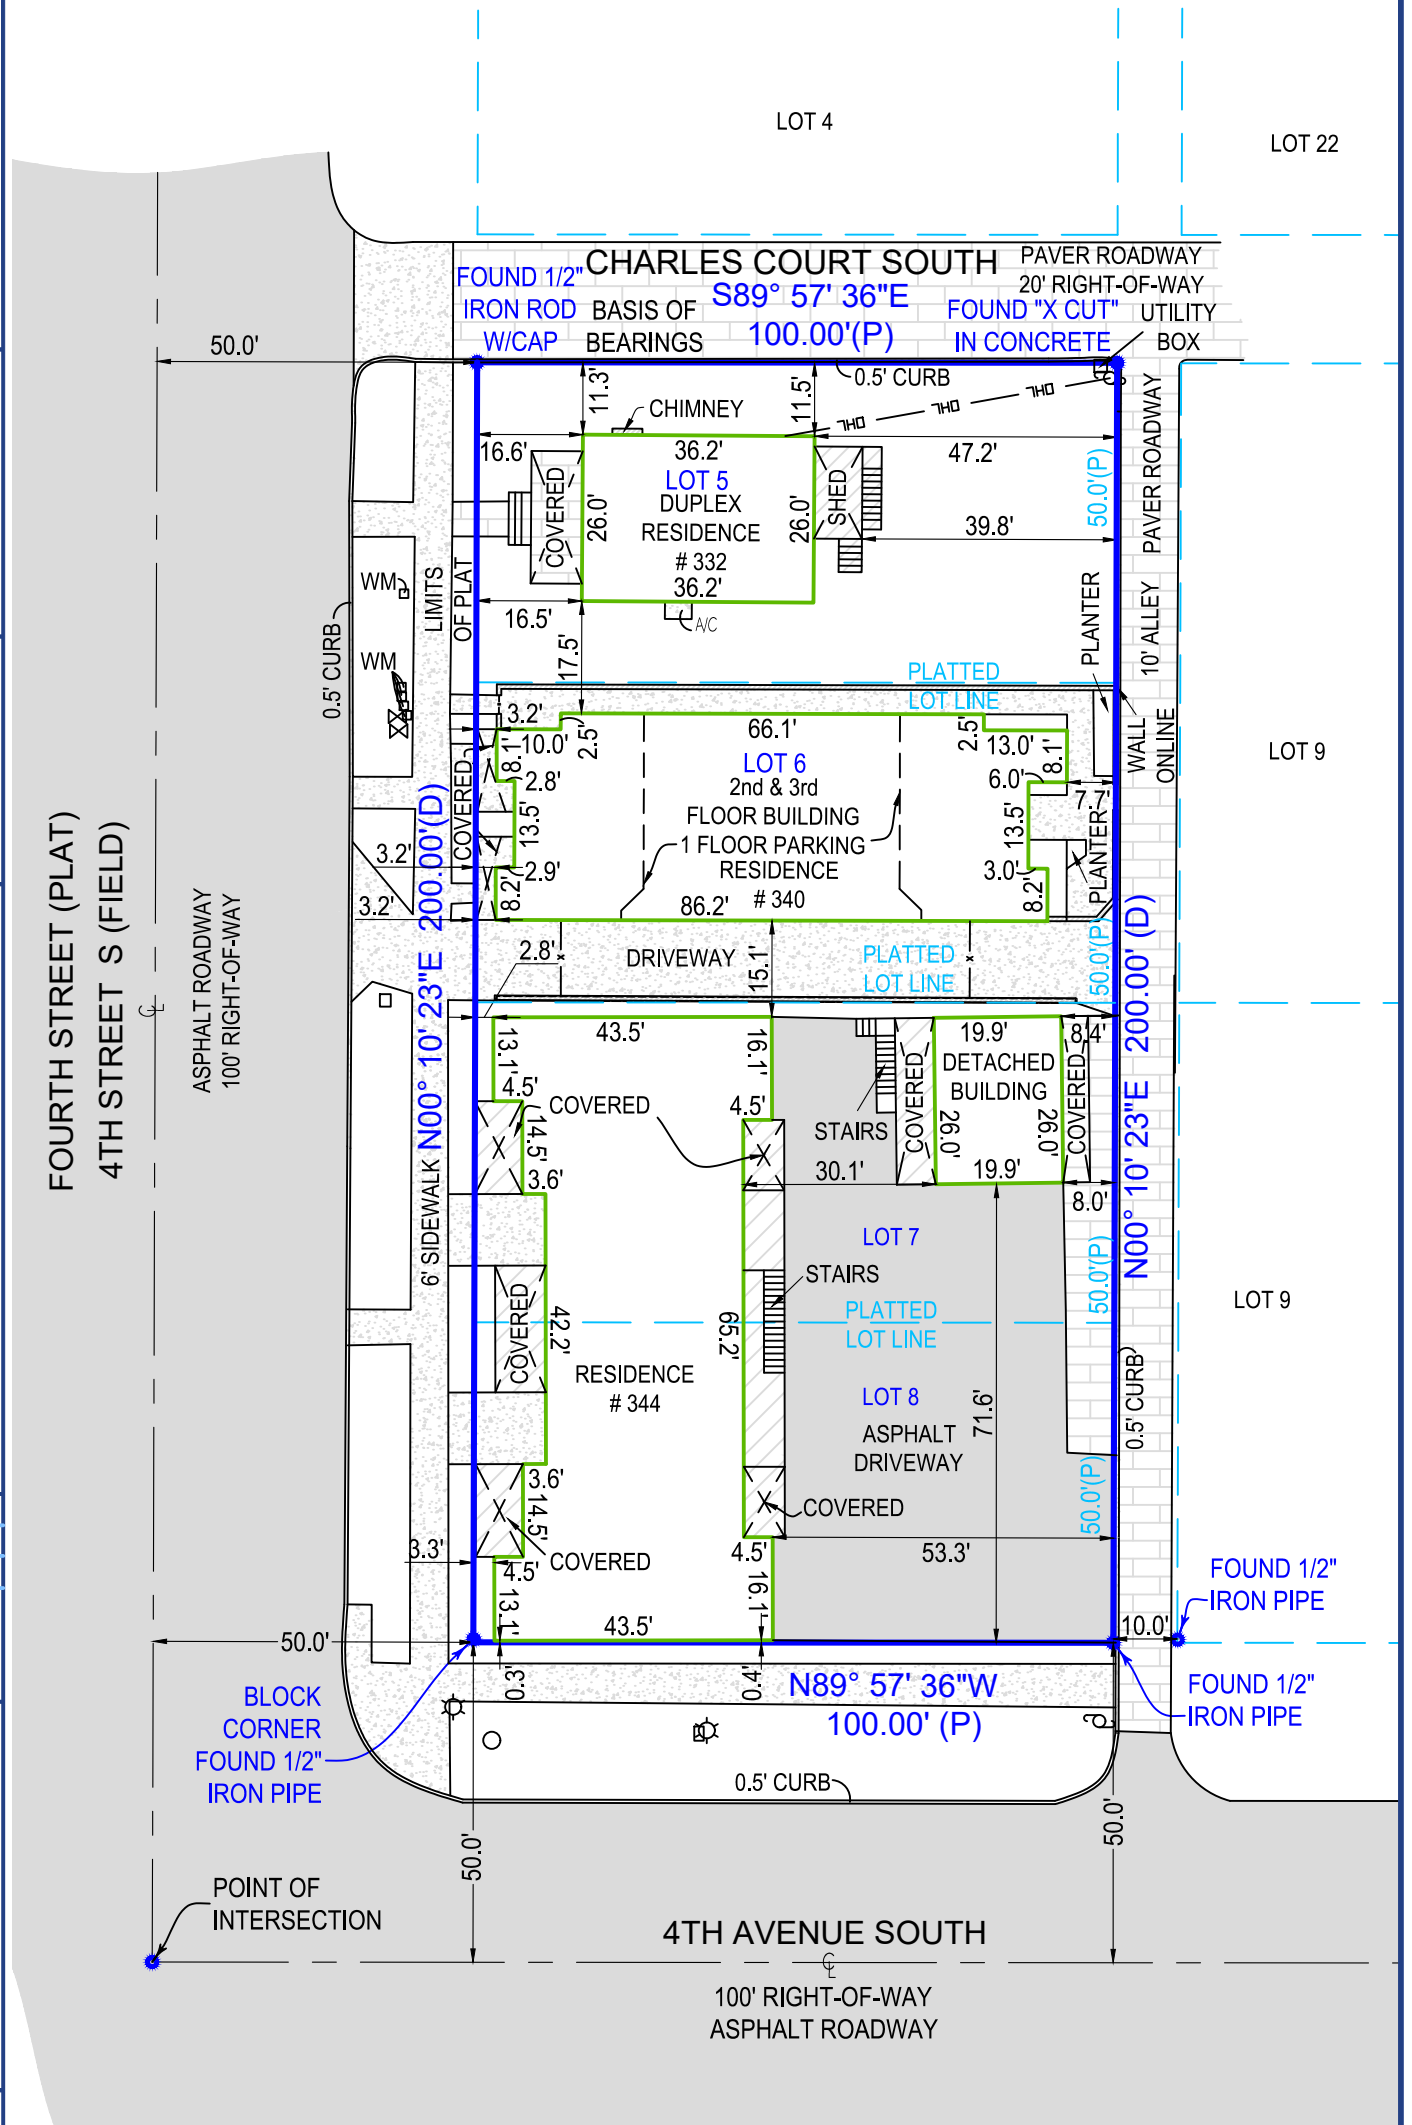 LOT 4
LOT 22
CHARLES COURT SOUTH
PAVER ROADWAY
20' RIGHT-OF-WAY
FOUND 1/2"
IRON ROD
W/CAP
BASIS OF
BEARINGS
S89° 57' 36"E
100.00'(P)
FOUND "X CUT"
IN CONCRETE
UTILITY
BOX
50.0'
11.3'
CHIMNEY
11.5'
0.5' CURB
OHL
OHL
OHL
16.6'
36.2'
47.2'
LOT 5
DUPLEX
RESIDENCE
# 332
36.2'
COVERED
26.0'
26.0'
SHED
39.8'
50.0'(P)
PAVER ROADWAY
10' ALLEY
WM
WM
LIMITS
OF PLAT
0.5' CURB
16.5'
A/C
17.5'
PLANTER
PLATTED
LOT LINE
WALL
ONLINE
LOT 9
3.2'
10.0'
2.5'
66.1'
2.5'
13.0'
8.1'
8.1'
LOT 6
2nd & 3rd
FLOOR BUILDING
1 FLOOR PARKING
RESIDENCE
# 340
2.8'
6.0'
7.7'
COVERED
13.5'
13.5'
PLANTER
3.2'
2.9'
3.0'
8.2'
8.2'
3.2'
86.2'
FOURTH STREET (PLAT)
4TH STREET  S (FIELD)
ASPHALT ROADWAY
100' RIGHT-OF-WAY
N00° 10' 23"E  200.00'(D)
N00° 10' 23"E  200.00' (D)
2.8'
DRIVEWAY
15.1'
PLATTED
LOT LINE
50.0'(P)
CL
43.5'
13.1'
16.1'
19.9'
8.4'
DETACHED
BUILDING
COVERED
COVERED
26.0'
26.0'
19.9'
4.5'
COVERED
4.5'
STAIRS
14.5'
3.6'
30.1'
8.0'
6' SIDEWALK
LOT 7
STAIRS
50.0'(P)
PLATTED
LOT LINE
LOT 9
COVERED
42.2'
65.2'
RESIDENCE
# 344
LOT 8
ASPHALT
DRIVEWAY
71.6'
0.5' CURB
3.6'
14.5'
COVERED
50.0'(P)
3.3'
4.5'
COVERED
4.5'
53.3'
13.1'
16.1'
FOUND 1/2"
IRON PIPE
50.0'
43.5'
10.0'
0.3'
0.4'
N89° 57' 36"W
100.00' (P)
FOUND 1/2"
IRON PIPE
BLOCK
CORNER
FOUND 1/2"
IRON PIPE
0.5' CURB
50.0'
50.0'
POINT OF
INTERSECTION
4TH AVENUE SOUTH
CL
100' RIGHT-OF-WAY
ASPHALT ROADWAY